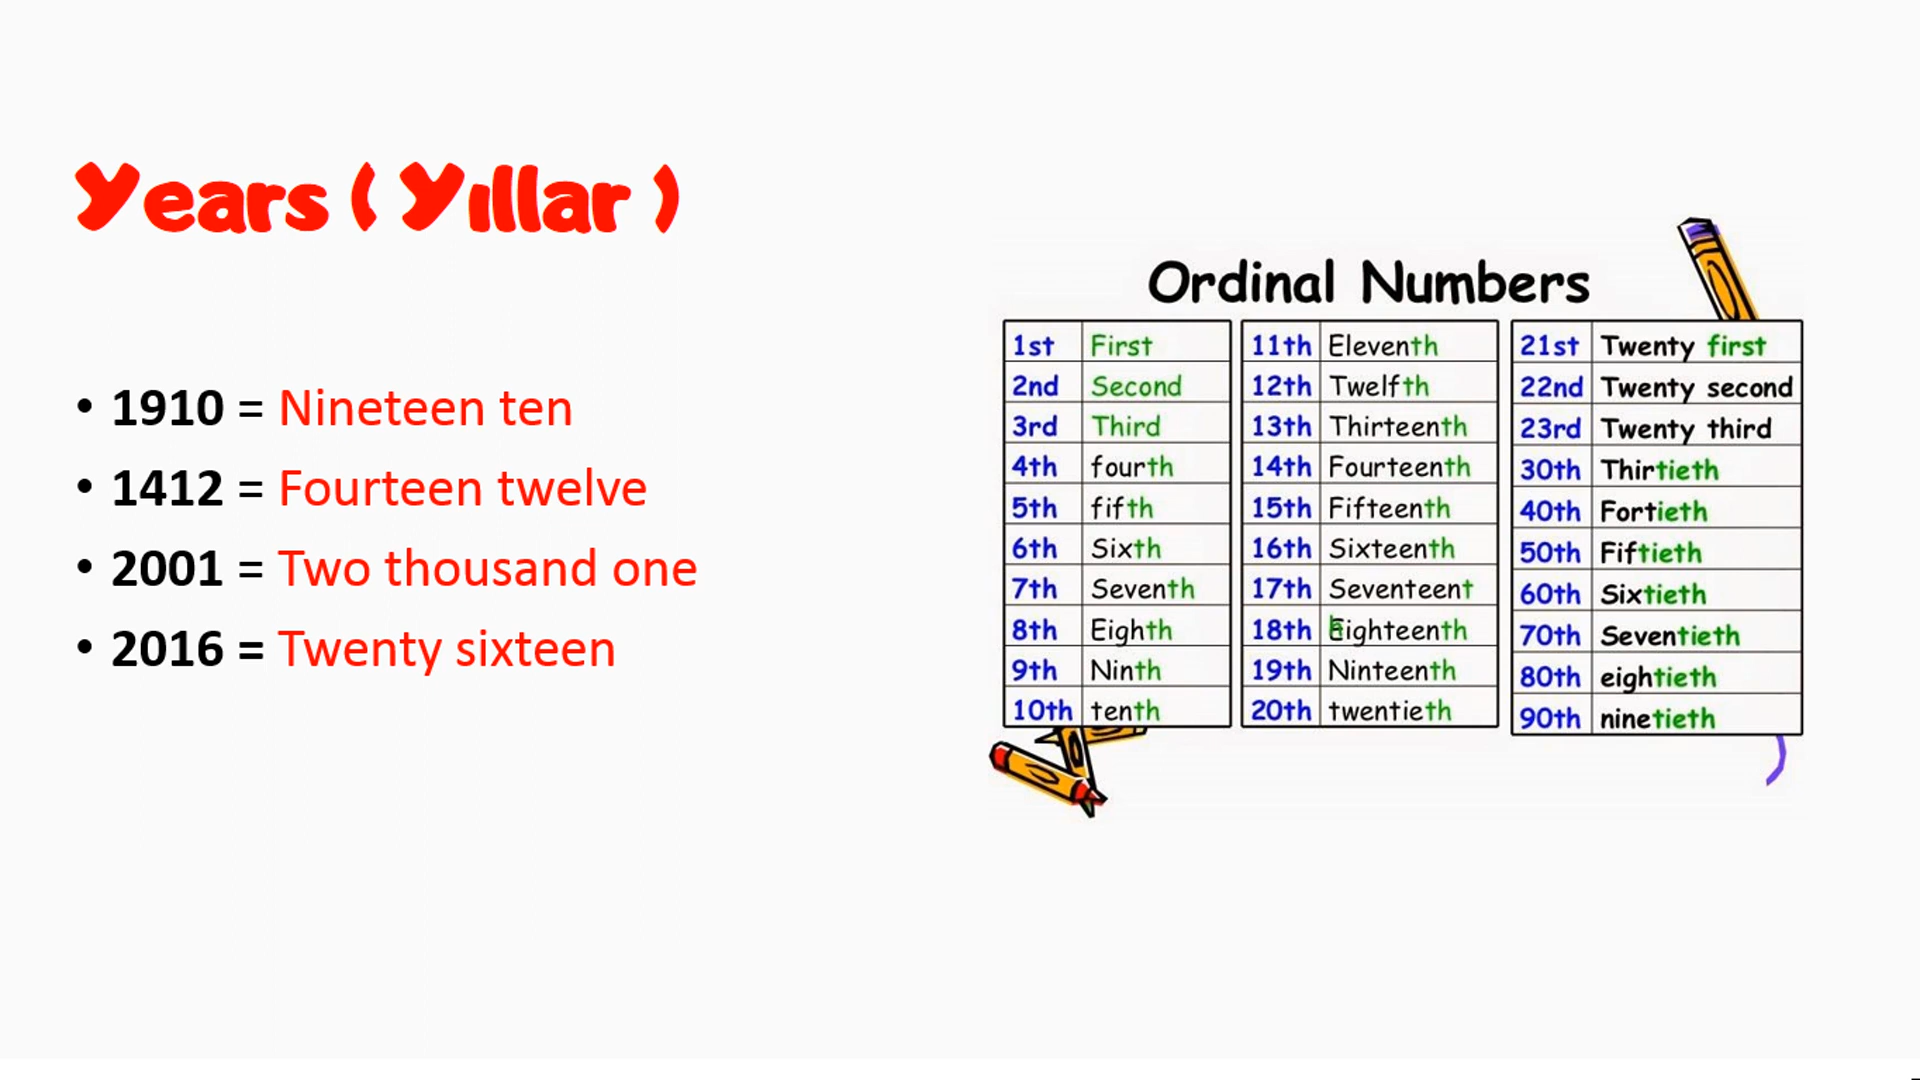 Years ( Yıllar )
• 1910 = Nineteen ten
• 1412 = Fourteen twelve
• 2001 = Two thousand one
• 2016 = Twenty sixteen
Ordinal Numbers
1st First
2nd Second
3rd Third
4th fourth
5th fifth
6th Sixth
7th Seventh
8th Eighth
9th Ninth
10th tenth
11th Eleventh
12th Twelfth
13th Thirteenth
14th Fourteenth
15th Fifteenth
16th Sixteenth
17th Seventeent
h
18th Eighteenth
19th Ninteenth
20th twentieth
21st Twenty first
22nd Twenty second
23rd Twenty third
30th Thirtieth
40th Fortieth
50th Fiftieth
60th Sixtieth
70th Seventieth
80th eightieth
90th ninetieth